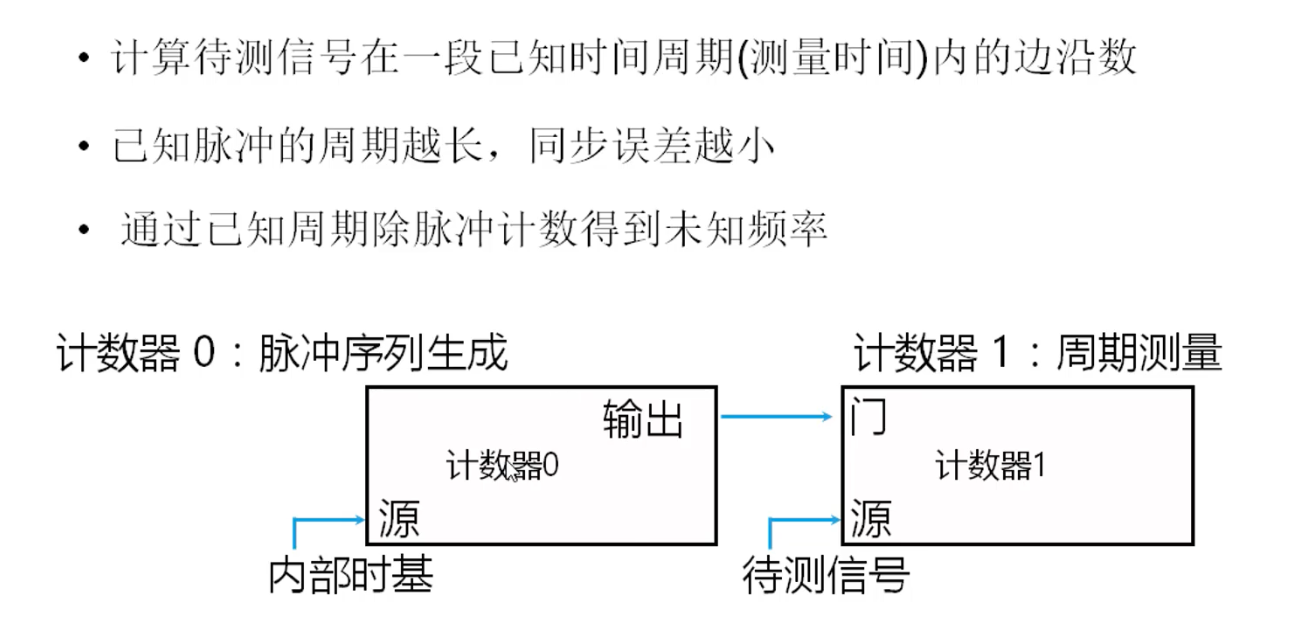 • 计算待测信号在一段已知时间周期(测量时间)内的边沿数
• 已知脉冲的周期越长，同步误差越小
• 通过已知周期除脉冲计数得到未知频率
计数器 0：脉冲序列生成
计数器 1：周期测量
输出
计数器0
源
内部时基
门
计数器1
源
待测信号